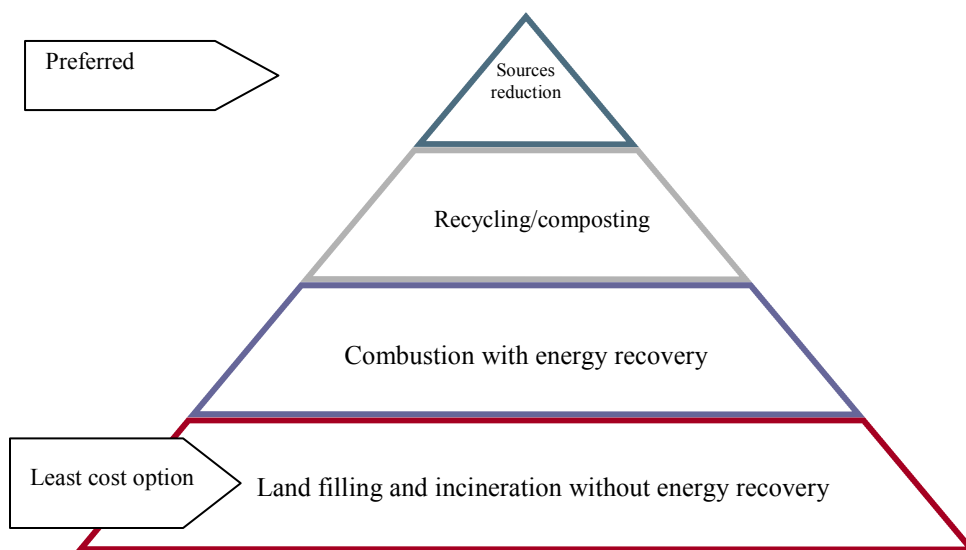 Preferred
Sources
reduction
Recycling/composting
Combustion with energy recovery
Least cost option
Land filling and incineration without energy recovery